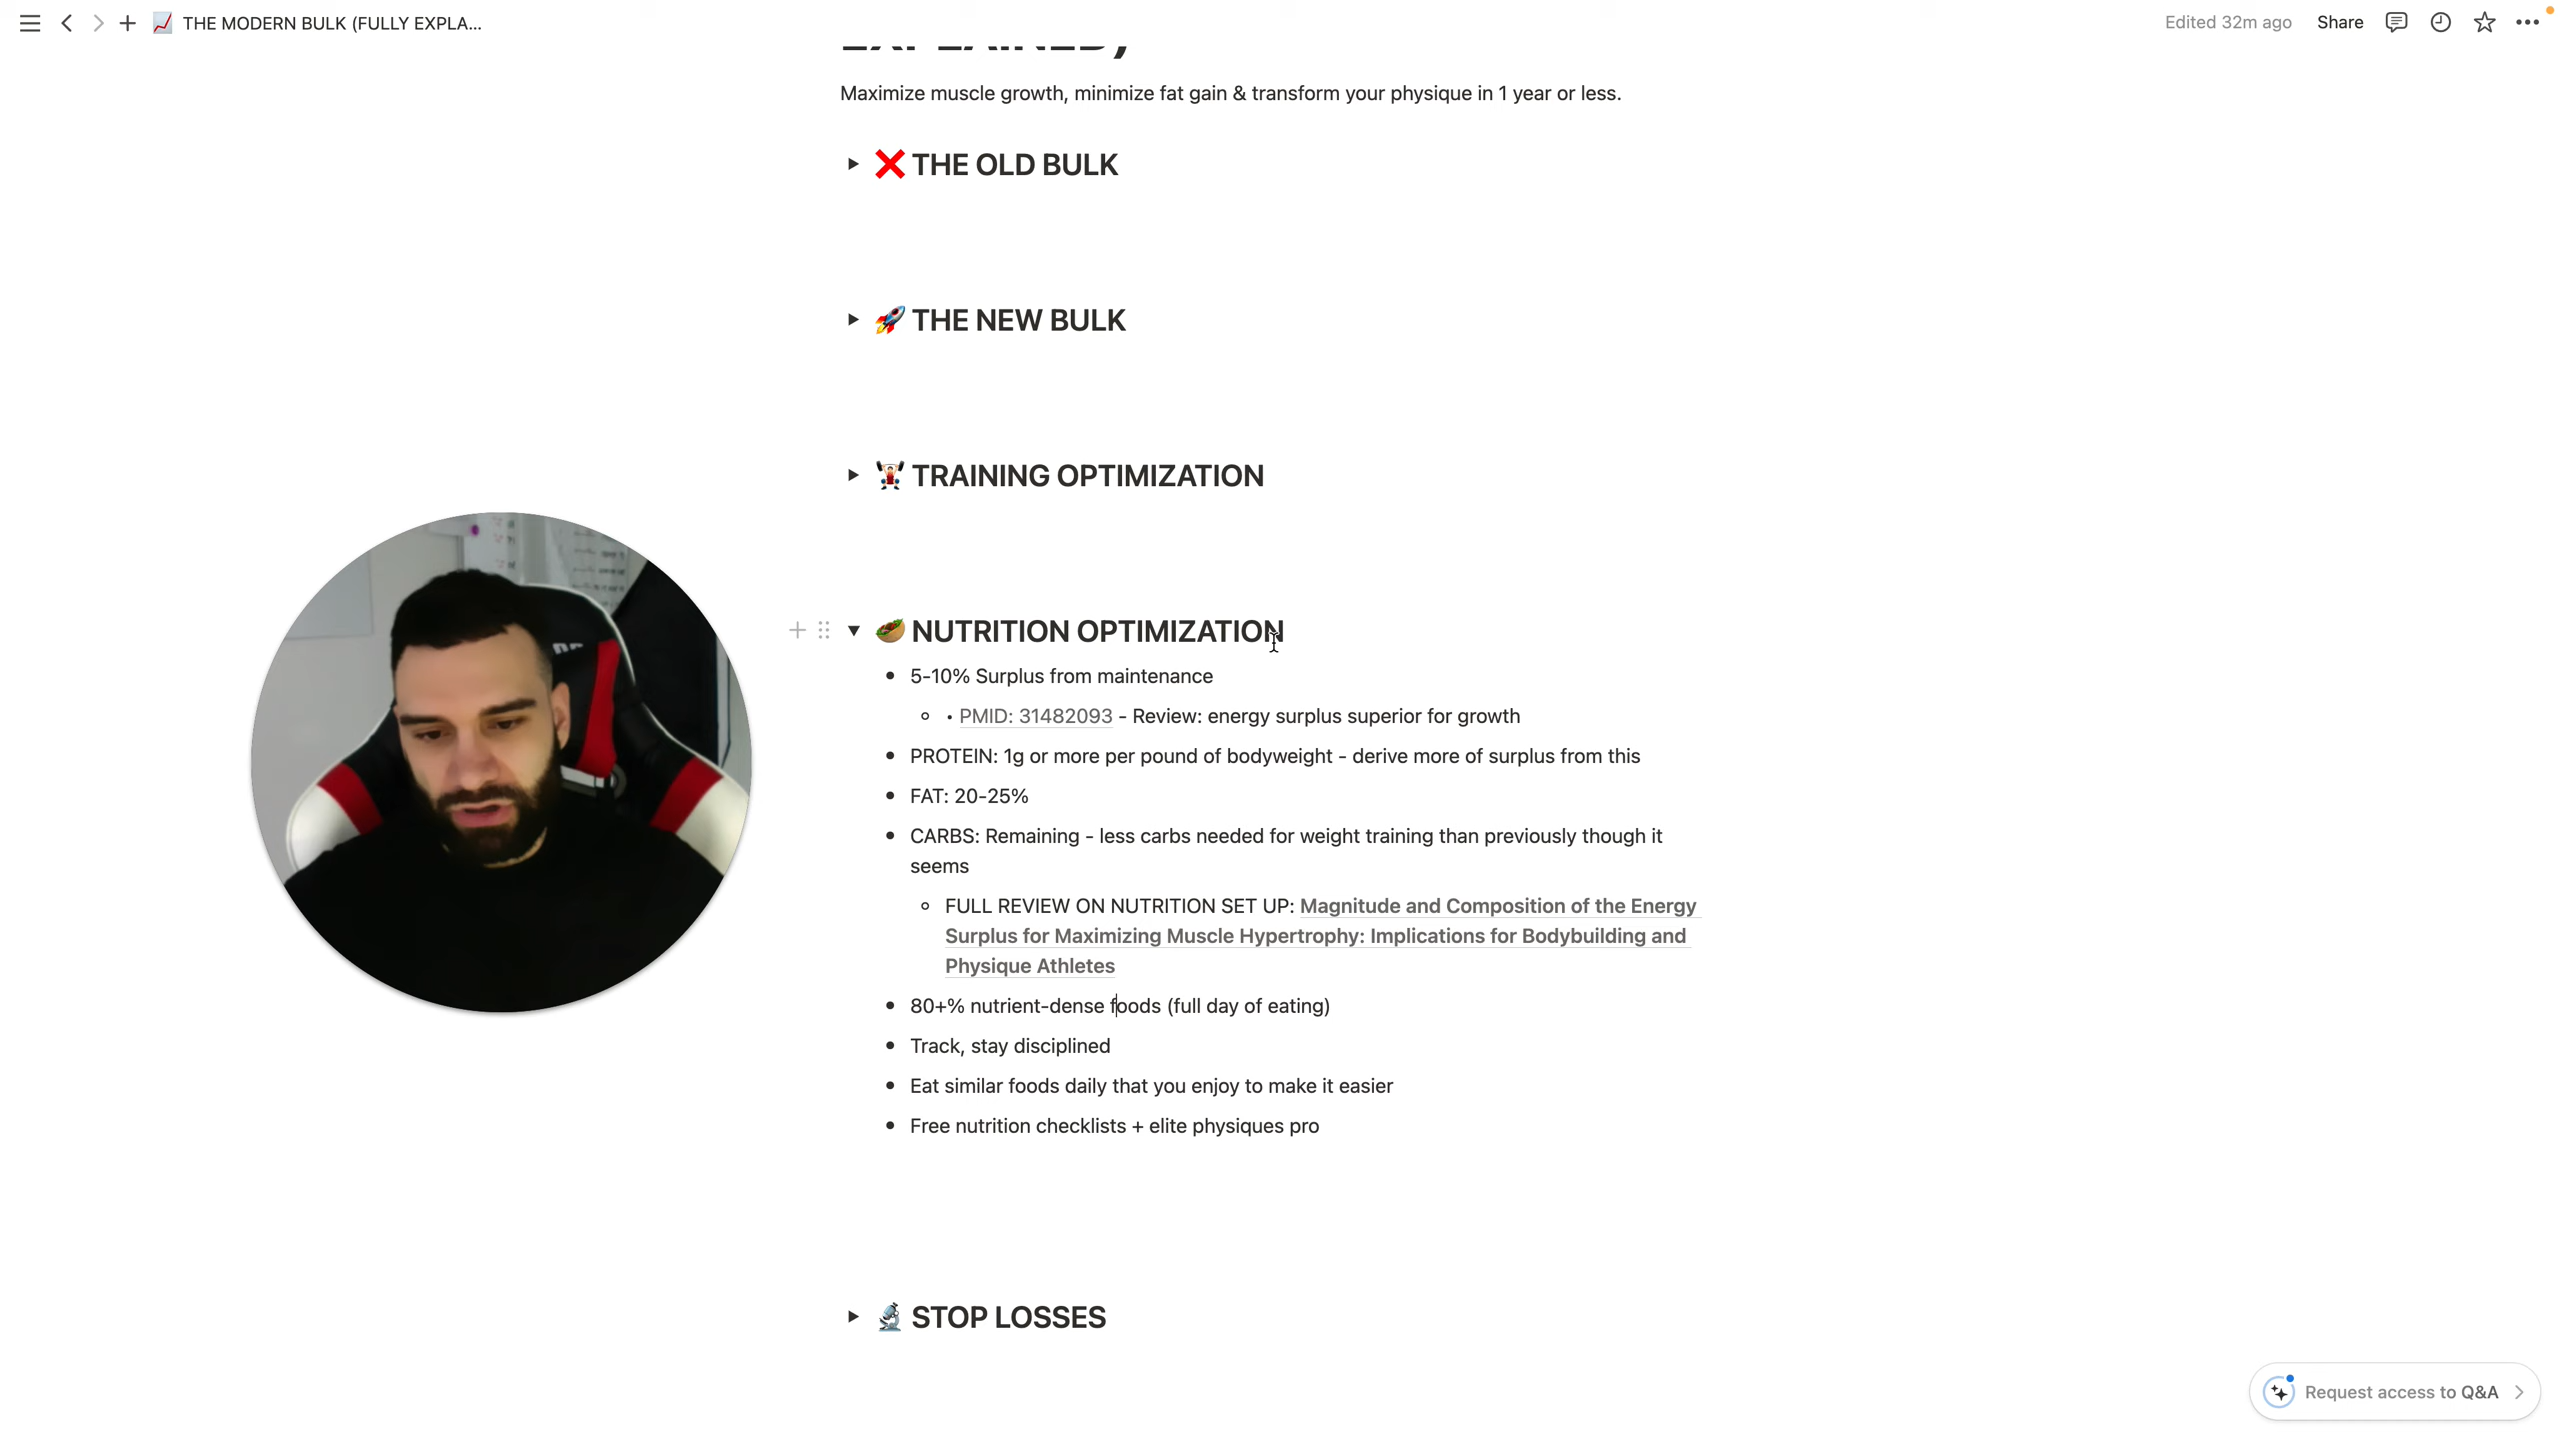 THE MODERN BULK (FULLY EXPLA...
Edited 32m ago
Share
Maximize muscle growth, minimize fat gain & transform your physique in 1 year or less.
THE OLD BULK
THE NEW BULK
TRAINING OPTIMIZATION
NUTRITION OPTIMIZATION
• 5-10% Surplus from maintenance
◦ • PMID: 31482093 - Review: energy surplus superior for growth
• PROTEIN: 1g or more per pound of bodyweight - derive more of surplus from this
• FAT: 20-25%
• CARBS: Remaining - less carbs needed for weight training than previously though it
seems
◦ FULL REVIEW ON NUTRITION SET UP: Magnitude and Composition of the Energy
Surplus for Maximizing Muscle Hypertrophy: Implications for Bodybuilding and
Physique Athletes
• 80+% nutrient-dense foods (full day of eating)
• Track, stay disciplined
• Eat similar foods daily that you enjoy to make it easier
• Free nutrition checklists + elite physiques pro
STOP LOSSES
Request access to Q&A